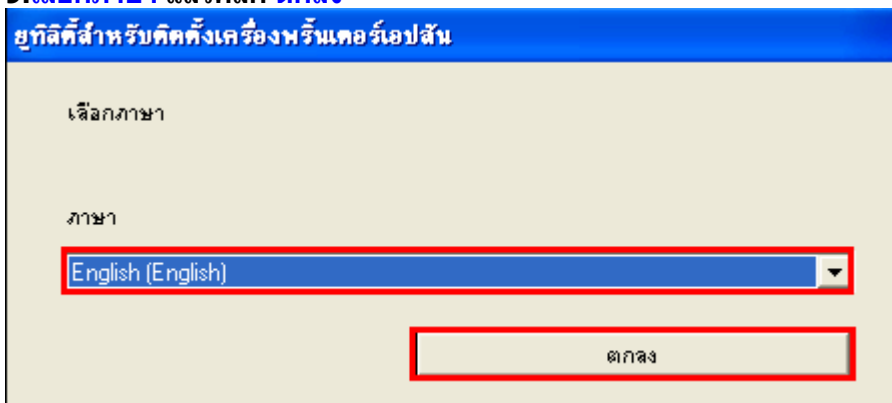 ยูทิลิตี้สำหรับติดตั้งเครื่องพริ้นเตอร์เอปสัน
เลือกภาษา
ภาษา
English (English)
ตกลง